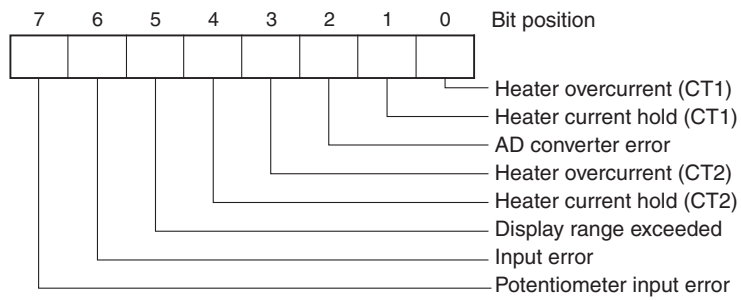 7 6 5 4 3 2 1 0 Bit position
Heater overcurrent (CT1)
Heater current hold (CT1)
AD converter error
Heater overcurrent (CT2)
Heater current hold (CT2)
Display range exceeded
Input error
Potentiometer input error